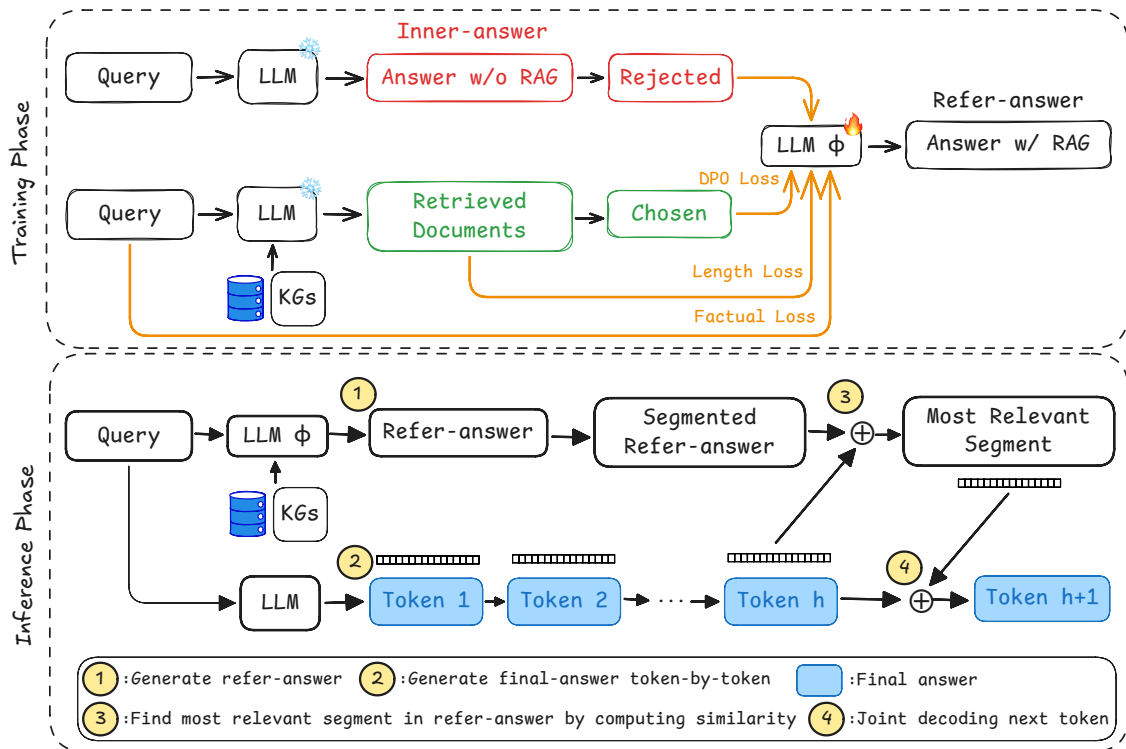 Training Phase
Inner-answer
Query
LLM
Answer w/o RAG
Rejected
Refer-answer
LLM ϕ
Answer w/ RAG
DPO Loss
Query
LLM
Retrieved
Documents
Chosen
KGs
Length Loss
Factual Loss
Inference Phase
1
3
Query
LLM ϕ
Refer-answer
Segmented
Refer-answer
Most Relevant
Segment
KGs
2
4
LLM
Token 1
Token 2
...
Token h
Token h+1
1 :Generate refer-answer
2 :Generate final-answer token-by-token
:Final answer
3 :Find most relevant segment in refer-answer by computing similarity
4 :Joint decoding next token